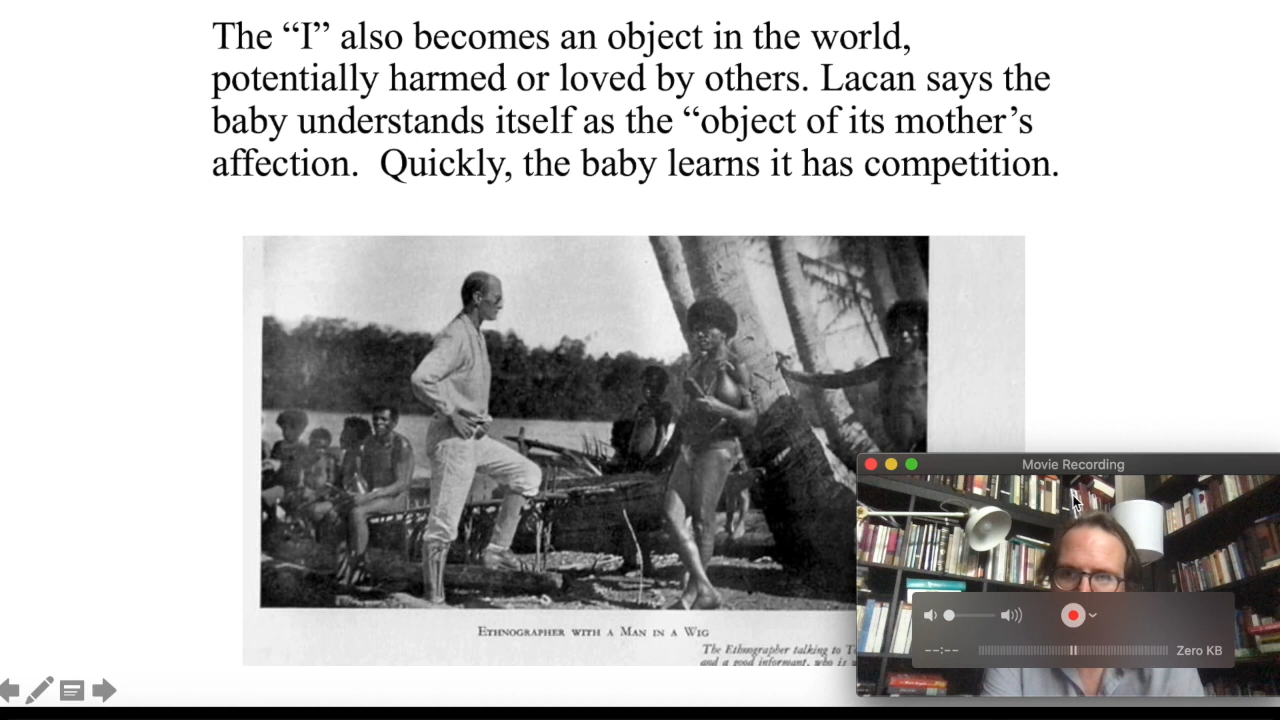 The “I” also becomes an object in the world,
potentially harmed or loved by others. Lacan says the
baby understands itself as the “object of its mother’s
affection.  Quickly, the baby learns it has competition.
Movie Recording
Ethnographer with a Man in a Wig
The Ethnographer talking to
and a good informant, who is
--:--
Zero KB